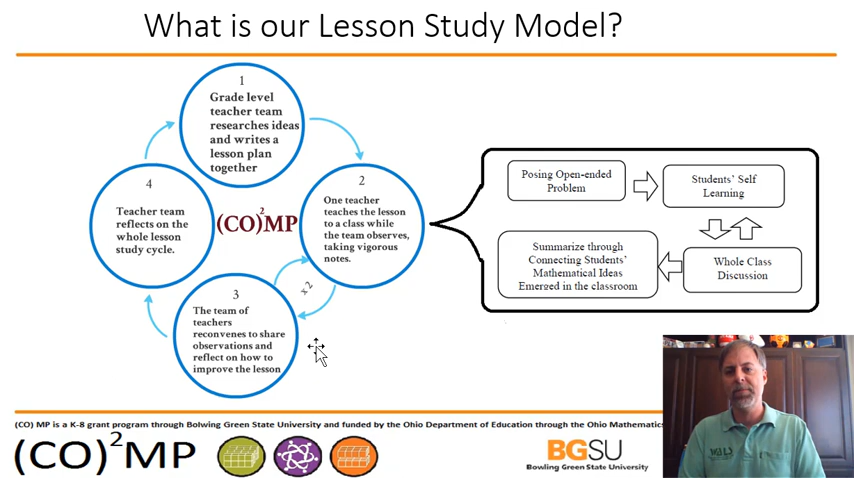 What is our Lesson Study Model?
1
Grade level
teacher team
researches ideas
and writes a
lesson plan
together
2
One teacher
teaches the lesson
to a class while
the team observes,
taking vigorous
notes.
x2
3
The team of
teachers
reconvenes to share
observations and
reflect on how to
improve the lesson
4
Teacher team
reflects on the
whole lesson
study cycle.
(CO)²MP
Posing Open-ended
Problem
Students' Self
Learning
Whole Class
Discussion
Summarize through
Connecting Students'
Mathematical Ideas
Emerged in the classroom
(CO) MP is a K-8 grant program through Bolwing Green State University and funded by the Ohio Department of Education through the Ohio Mathematics
(CO)²MP
BGSU
Bowling Green State University